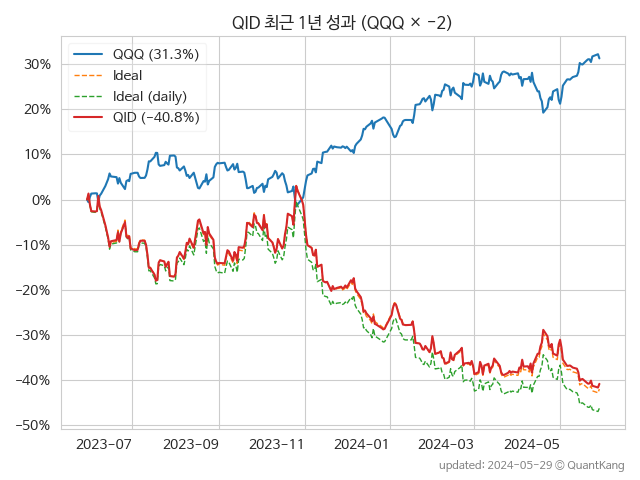 QID 최근 1년 성과 (QQQ × −2)
QQQ (31.3%)
Ideal
Ideal (daily)
QID (−40.8%)
30%
20%
10%
0%
−10%
−20%
−30%
−40%
−50%
2023-07
2023-09
2023-11
2024-01
2024-03
2024-05
updated: 2024-05-29 © QuantKang